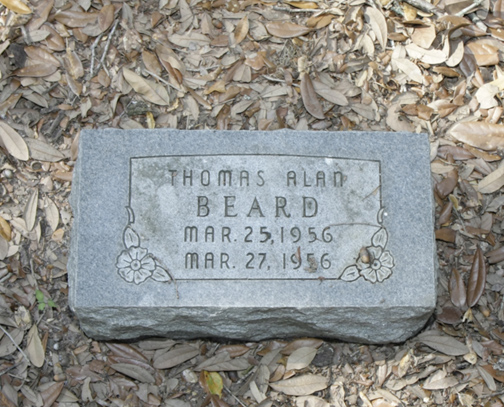 THOMAS ALAN
BEARD
MAR. 25, 1956
MAR. 27, 1956